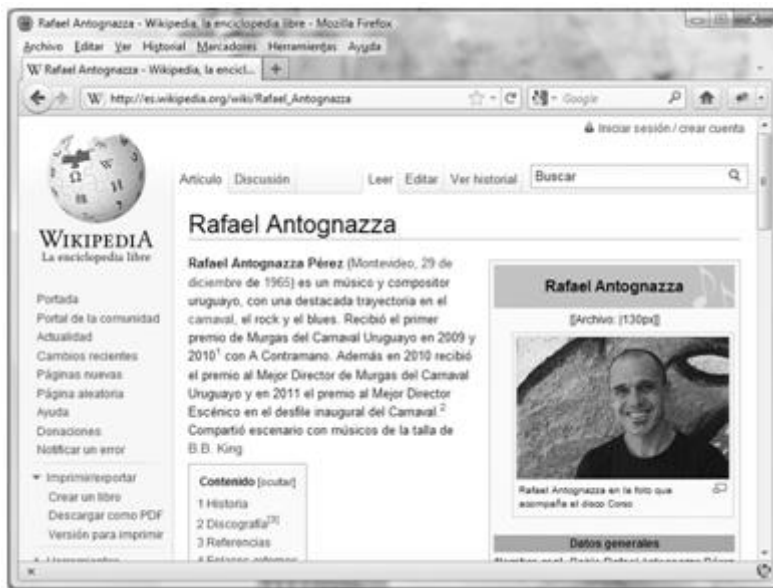 Rafael Antognazza - Wikipedia, la enciclopedia libre - Mozilla Firefox
Archivo Editar Ver Historial Marcadores Herramientas Ayuda
W Rafael Antognazza - Wikipedia, la encicl... +
W http://es.wikipedia.org/wiki/Rafael_Antognazza Google
Iniciar sesión / crear cuenta
Artículo Discusión Leer Editar Ver historial Buscar
WIKIPEDIA
La enciclopedia libre
Portada
Portal de la comunidad
Actualidad
Cambios recientes
Páginas nuevas
Página aleatoria
Ayuda
Donaciones
Notificar un error
Imprimir/exportar
Crear un libro
Descargar como PDF
Versión para imprimir
Herramientas
Rafael Antognazza
Rafael Antognazza Pérez (Montevideo, 29 de
diciembre de 1965) es un músico y compositor
uruguayo, con una destacada trayectoria en el
carnaval, el rock y el blues. Recibió el primer
premio de Murgas del Carnaval Uruguayo en 2009 y
2010¹ con A Contramano. Además en 2010 recibió
el premio al Mejor Director de Murgas del Carnaval
Uruguayo y en 2011 el premio al Mejor Director
Escénico en el desfile inaugural del Carnaval.²
Compartió escenario con músicos de la talla de
B.B. King
Contenido [ocultar]
1 Historia
2 Discografía[3]
3 Referencias
4 Enlaces externos
Rafael Antognazza
[[Archivo: |130px]]
Rafael Antognazza en la foto que
acompaña el disco Corso
Datos generales